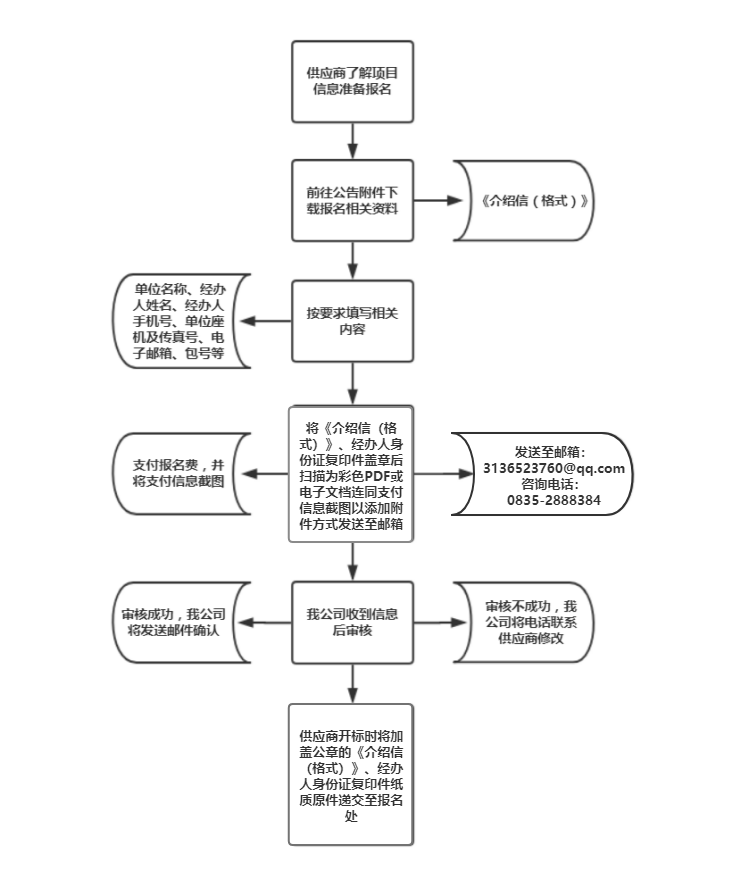 供应商了解项目
信息准备报名
前往公告附件下
载报名相关资料
《介绍信（格式）》
单位名称、经办
人姓名、经办人
手机号、单位座
机及传真号、电
子邮箱、包号等
按要求填写相关
内容
支付报名费，并
将支付信息截图
将《介绍信（格
式）》、经办人身
份证复印件盖章后
扫描为彩色PDF或
电子文档连同支付
信息截图以添加附
件方式发送至邮箱
发送至邮箱：
3136523760@qq.com
咨询电话：
0835-2888384
审核成功，我公司
将发送邮件确认
我公司收到信息
后审核
审核不成功，我
公司将电话联系
供应商修改
供应商开标时将加
盖公章的《介绍信
（格式）》、经办
人身份证复印件纸
质原件递交至报名
处